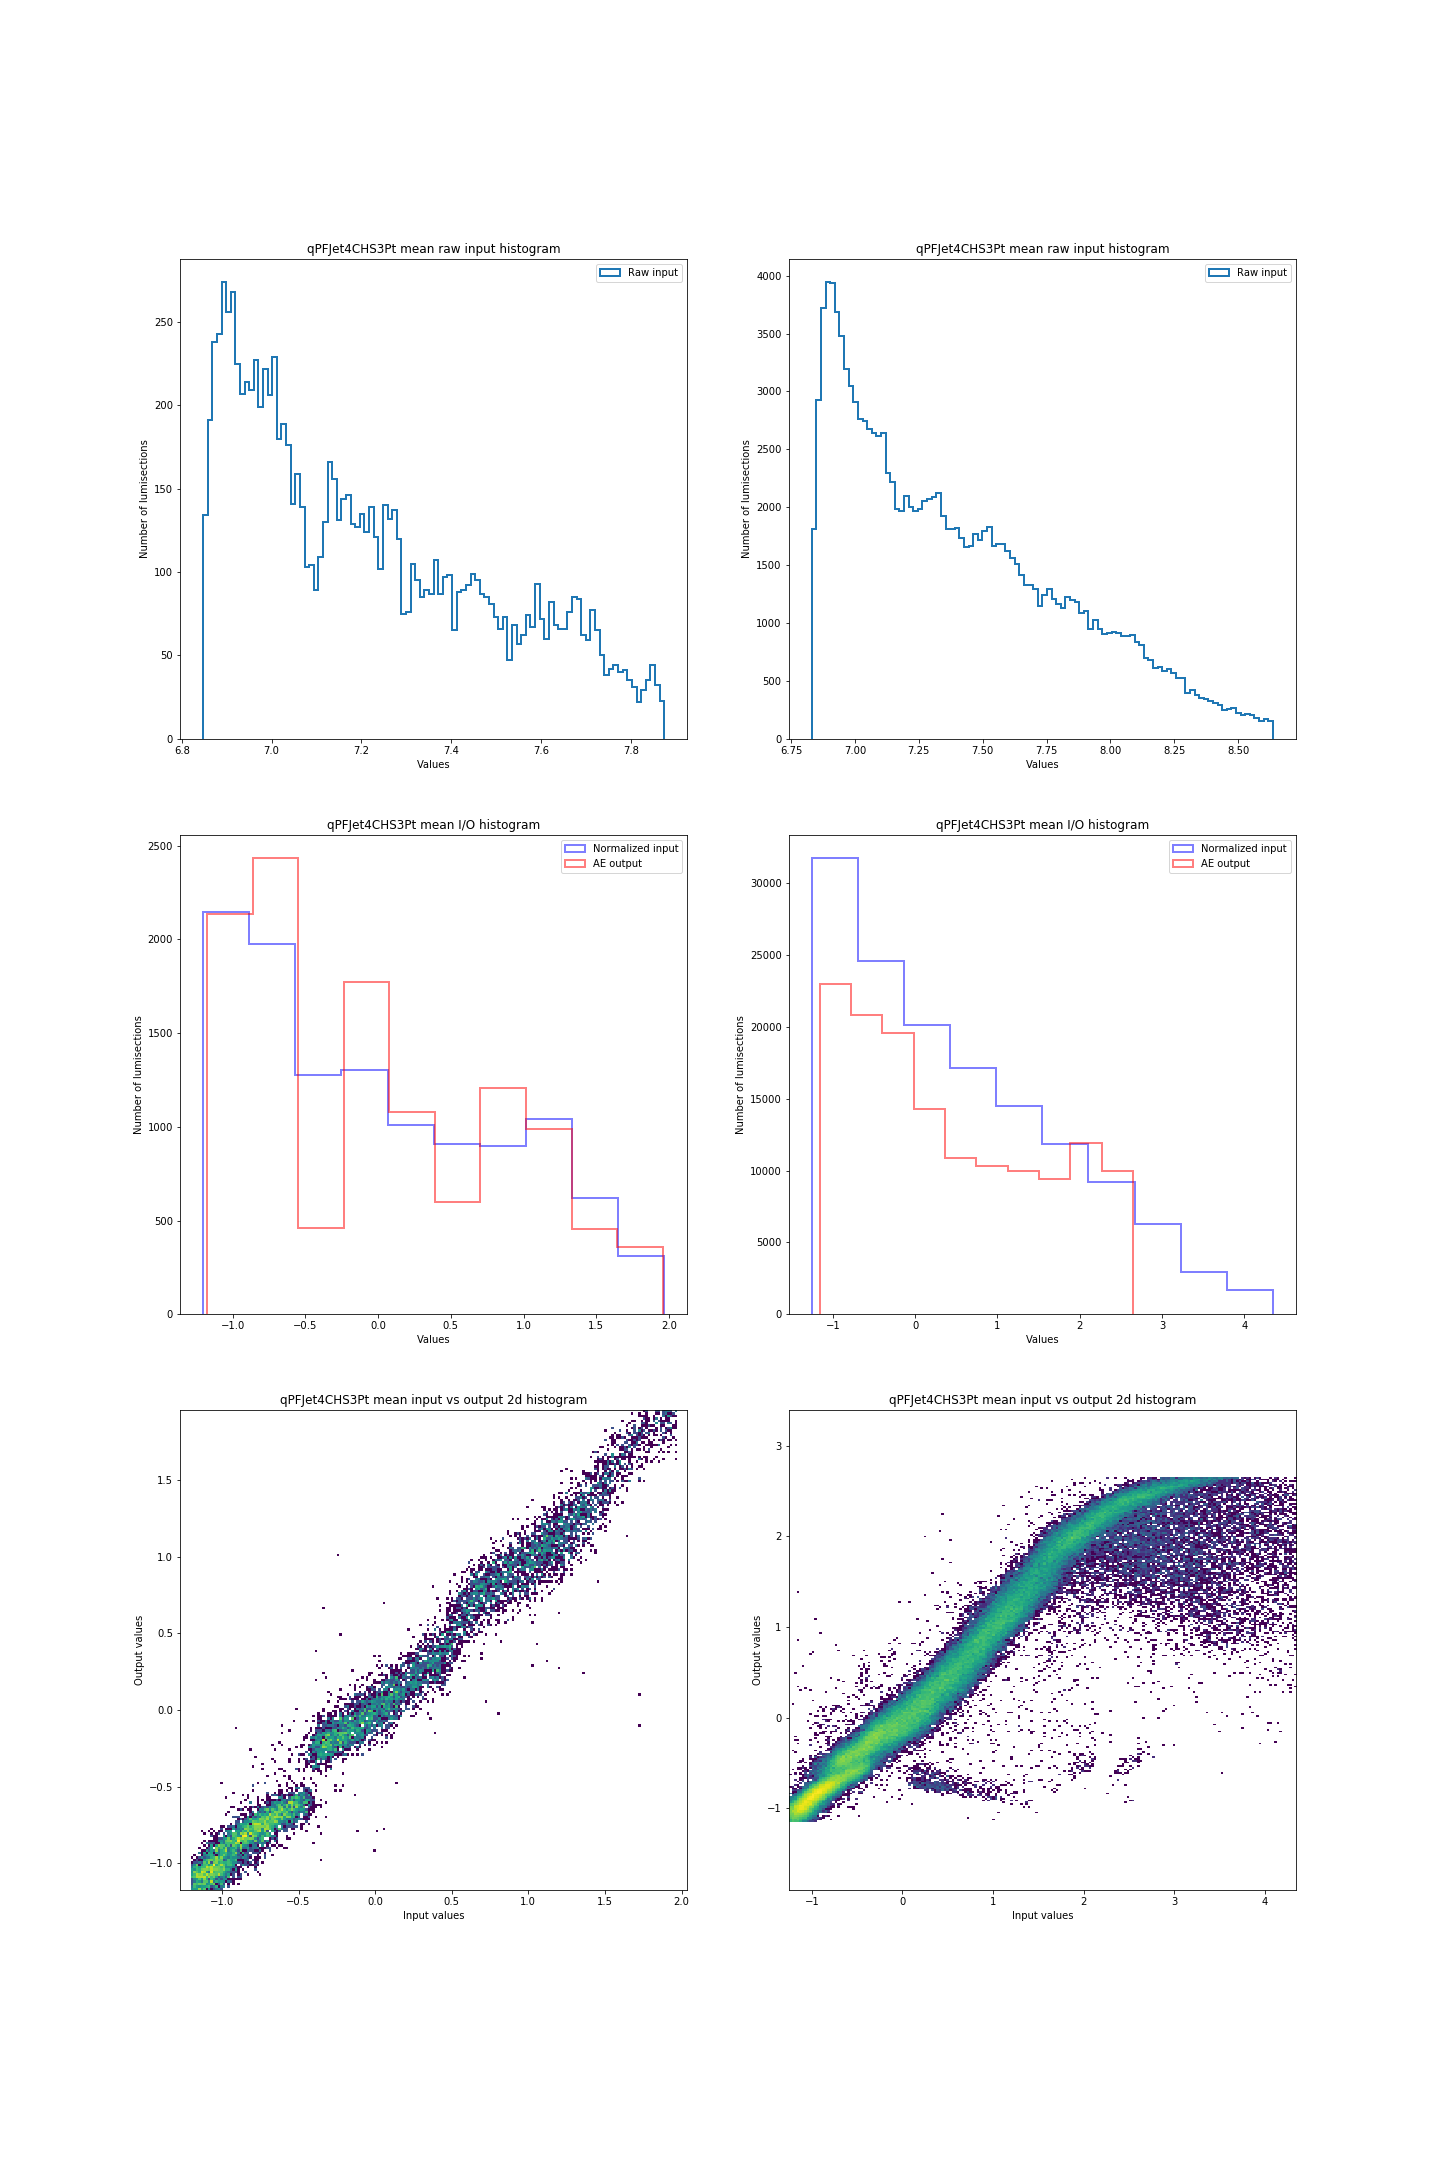 qPFJet4CHS3Pt mean raw input histogram
Raw input
Number of lumisections
250
200
150
100
50
0
6.8 7.0 7.2 7.4 7.6 7.8
Values
qPFJet4CHS3Pt mean raw input histogram
Raw input
Number of lumisections
4000
3500
3000
2500
2000
1500
1000
500
0
6.75 7.00 7.25 7.50 7.75 8.00 8.25 8.50
Values
qPFJet4CHS3Pt mean I/O histogram
Normalized input
AE output
Number of lumisections
2500
2000
1500
1000
500
0
−1.0 −0.5 0.0 0.5 1.0 1.5 2.0
Values
qPFJet4CHS3Pt mean I/O histogram
Normalized input
AE output
Number of lumisections
30000
25000
20000
15000
10000
5000
0
−1 0 1 2 3 4
Values
qPFJet4CHS3Pt mean input vs output 2d histogram
Output values
1.5
1.0
0.5
0.0
−0.5
−1.0
−1.0 −0.5 0.0 0.5 1.0 1.5 2.0
Input values
qPFJet4CHS3Pt mean input vs output 2d histogram
Output values
3
2
1
0
−1
−1 0 1 2 3 4
Input values